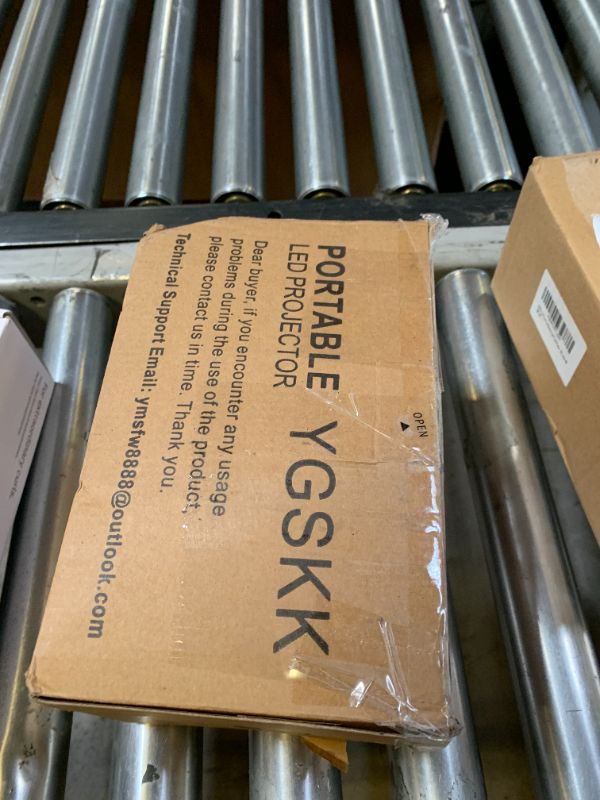 PORTABLE YGSKK
LED PROJECTOR
Dear buyer, if you encounter any usage
problems during the use of the product,
please contact us in time. Thank you.
Technical Support Email: ymsfw8888@outlook.com
OPEN